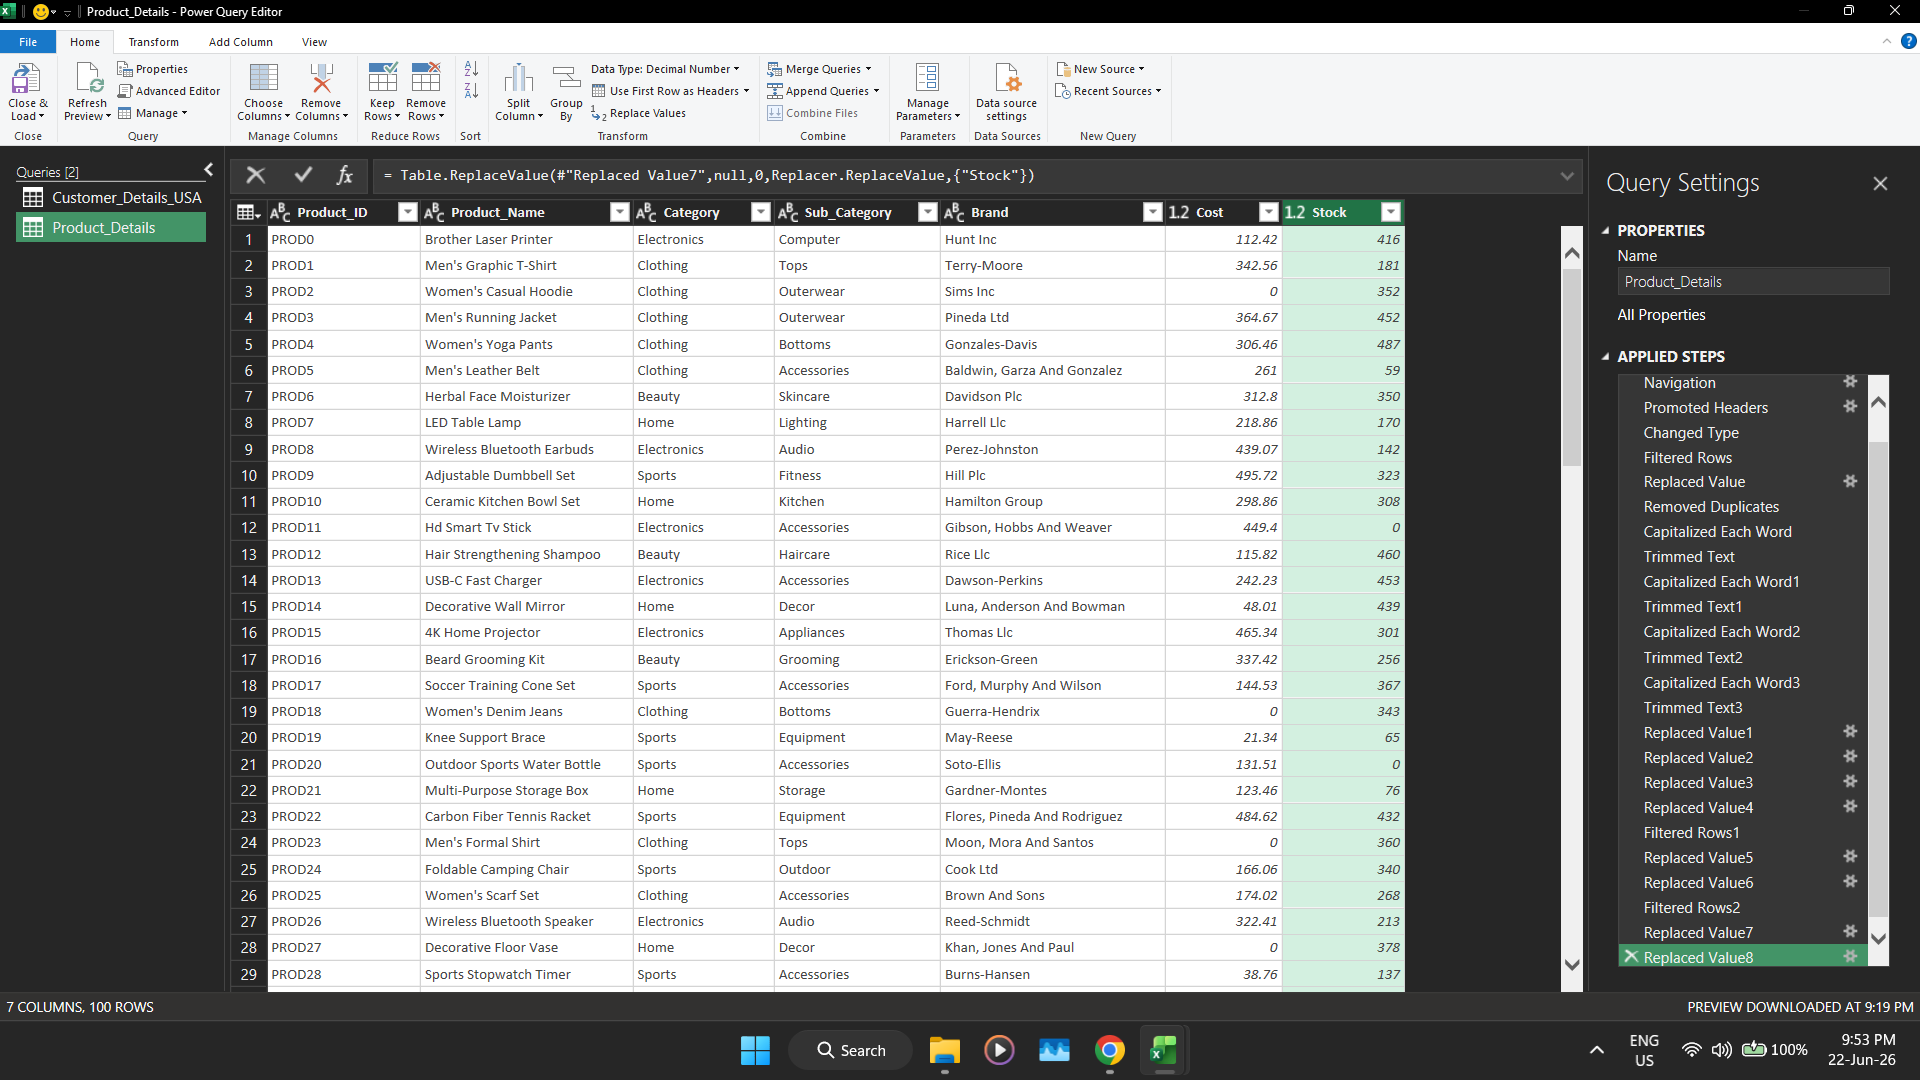 Product_Details - Power Query Editor
File Home Transform Add Column View
Close & Load
Close
Refresh Preview
Properties
Advanced Editor
Manage
Query
Choose Columns
Remove Columns
Manage Columns
Keep Rows
Remove Rows
Reduce Rows
Sort
Split Column
Group By
Data Type: Decimal Number
Use First Row as Headers
Replace Values
Transform
Merge Queries
Append Queries
Combine Files
Combine
Manage Parameters
Parameters
Data source settings
Data Sources
New Source
Recent Sources
New Query
Queries [2]
Customer_Details_USA
Product_Details
fx = Table.ReplaceValue(#"Replaced Value7",null,0,Replacer.ReplaceValue,{"Stock"})
ABC Product_ID ABC Product_Name ABC Category ABC Sub_Category ABC Brand 1.2 Cost 1.2 Stock
1 PROD0 Brother Laser Printer Electronics Computer Hunt Inc 112.42 416
2 PROD1 Men's Graphic T-Shirt Clothing Tops Terry-Moore 342.56 181
3 PROD2 Women's Casual Hoodie Clothing Outerwear Sims Inc 0 352
4 PROD3 Men's Running Jacket Clothing Outerwear Pineda Ltd 364.67 452
5 PROD4 Women's Yoga Pants Clothing Bottoms Gonzales-Davis 306.46 487
6 PROD5 Men's Leather Belt Clothing Accessories Baldwin, Garza And Gonzalez 261 59
7 PROD6 Herbal Face Moisturizer Beauty Skincare Davidson Plc 312.8 350
8 PROD7 LED Table Lamp Home Lighting Harrell Llc 218.86 170
9 PROD8 Wireless Bluetooth Earbuds Electronics Audio Perez-Johnston 439.07 142
10 PROD9 Adjustable Dumbbell Set Sports Fitness Hill Plc 495.72 323
11 PROD10 Ceramic Kitchen Bowl Set Home Kitchen Hamilton Group 298.86 308
12 PROD11 Hd Smart Tv Stick Electronics Accessories Gibson, Hobbs And Weaver 449.4 0
13 PROD12 Hair Strengthening Shampoo Beauty Haircare Rice Llc 115.82 460
14 PROD13 USB-C Fast Charger Electronics Accessories Dawson-Perkins 242.23 453
15 PROD14 Decorative Wall Mirror Home Decor Luna, Anderson And Bowman 48.01 439
16 PROD15 4K Home Projector Electronics Appliances Thomas Llc 465.34 301
17 PROD16 Beard Grooming Kit Beauty Grooming Erickson-Green 337.42 256
18 PROD17 Soccer Training Cone Set Sports Accessories Ford, Murphy And Wilson 144.53 367
19 PROD18 Women's Denim Jeans Clothing Bottoms Guerra-Hendrix 0 343
20 PROD19 Knee Support Brace Sports Equipment May-Reese 21.34 65
21 PROD20 Outdoor Sports Water Bottle Sports Accessories Soto-Ellis 131.51 0
22 PROD21 Multi-Purpose Storage Box Home Storage Gardner-Montes 123.46 76
23 PROD22 Carbon Fiber Tennis Racket Sports Equipment Flores, Pineda And Rodriguez 484.62 432
24 PROD23 Men's Formal Shirt Clothing Tops Moon, Mora And Santos 0 360
25 PROD24 Foldable Camping Chair Sports Outdoor Cook Ltd 166.06 340
26 PROD25 Women's Scarf Set Clothing Accessories Brown And Sons 174.02 268
27 PROD26 Wireless Bluetooth Speaker Electronics Audio Reed-Schmidt 322.41 213
28 PROD27 Decorative Floor Vase Home Decor Khan, Jones And Paul 0 378
29 PROD28 Sports Stopwatch Timer Sports Accessories Burns-Hansen 38.76 137
Query Settings
PROPERTIES
Name
Product_Details
All Properties
APPLIED STEPS
Navigation
Promoted Headers
Changed Type
Filtered Rows
Replaced Value
Removed Duplicates
Capitalized Each Word
Trimmed Text
Capitalized Each Word1
Trimmed Text1
Capitalized Each Word2
Trimmed Text2
Capitalized Each Word3
Trimmed Text3
Replaced Value1
Replaced Value2
Replaced Value3
Replaced Value4
Filtered Rows1
Replaced Value5
Replaced Value6
Filtered Rows2
Replaced Value7
Replaced Value8
7 COLUMNS, 100 ROWS
PREVIEW DOWNLOADED AT 9:19 PM
Search
ENG
US
100%
9:53 PM
22-Jun-26